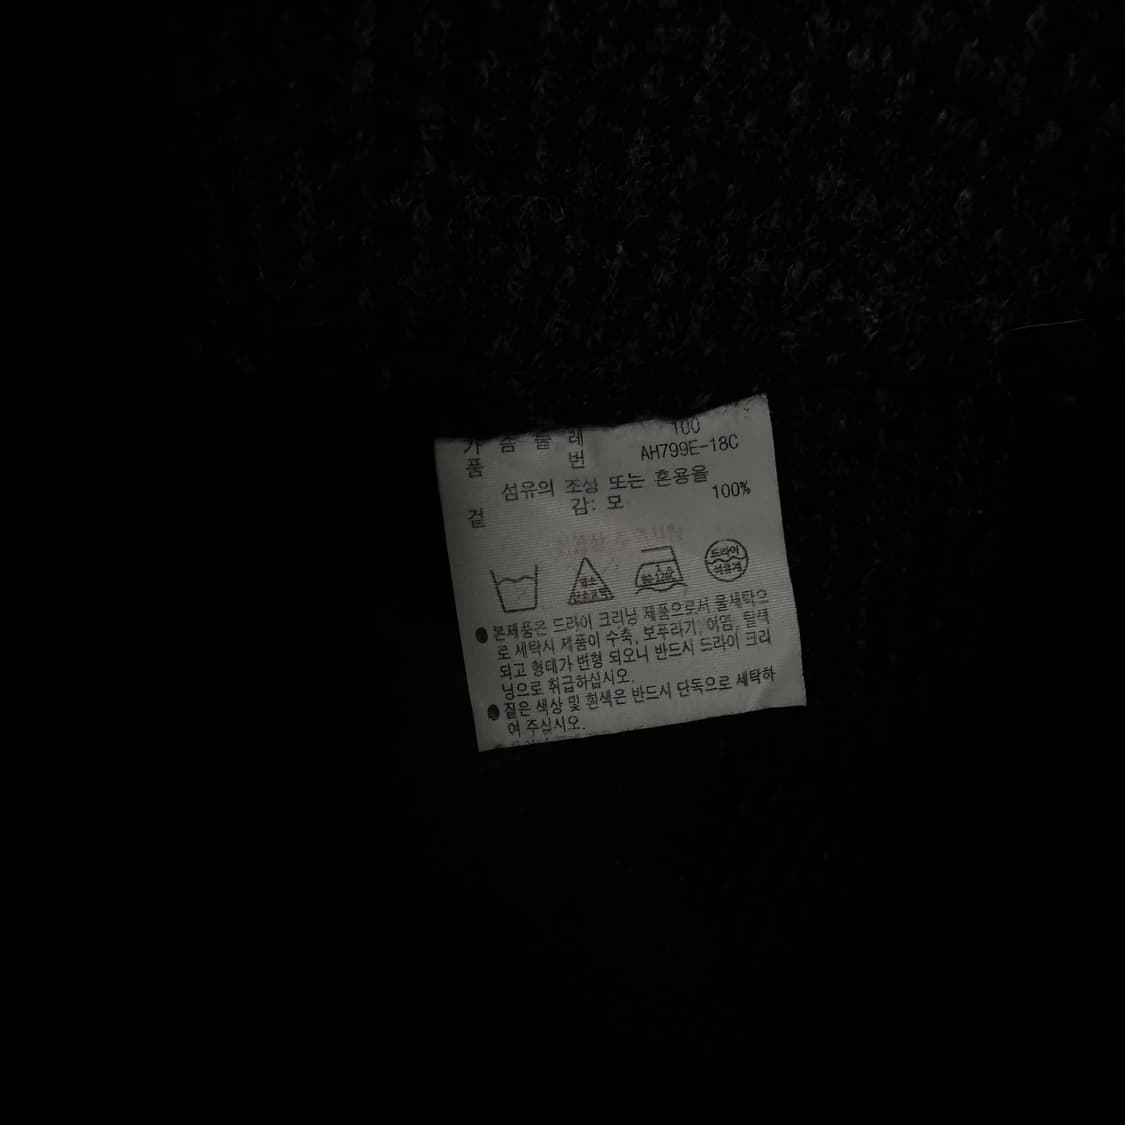 가 슴 둘 레 100
품 번 AH799E-18C
섬유의 조성 또는 혼용율
겉 감: 모 100%
드라이
석유계
본제품은 드라이 크리닝 제품으로서 물세탁으
로 세탁시 제품이 수축, 보푸라기, 이염, 탈색
되고 형태가 변형 되오니 반드시 드라이 크리
닝으로 취급하십시오.
짙은 색상 및 흰색은 반드시 단독으로 세탁하
여 주십시오.